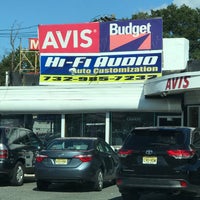 M
AVIS Budget
Hi-Fi AUDIO
Auto Customization
732-985-7222
AVIS